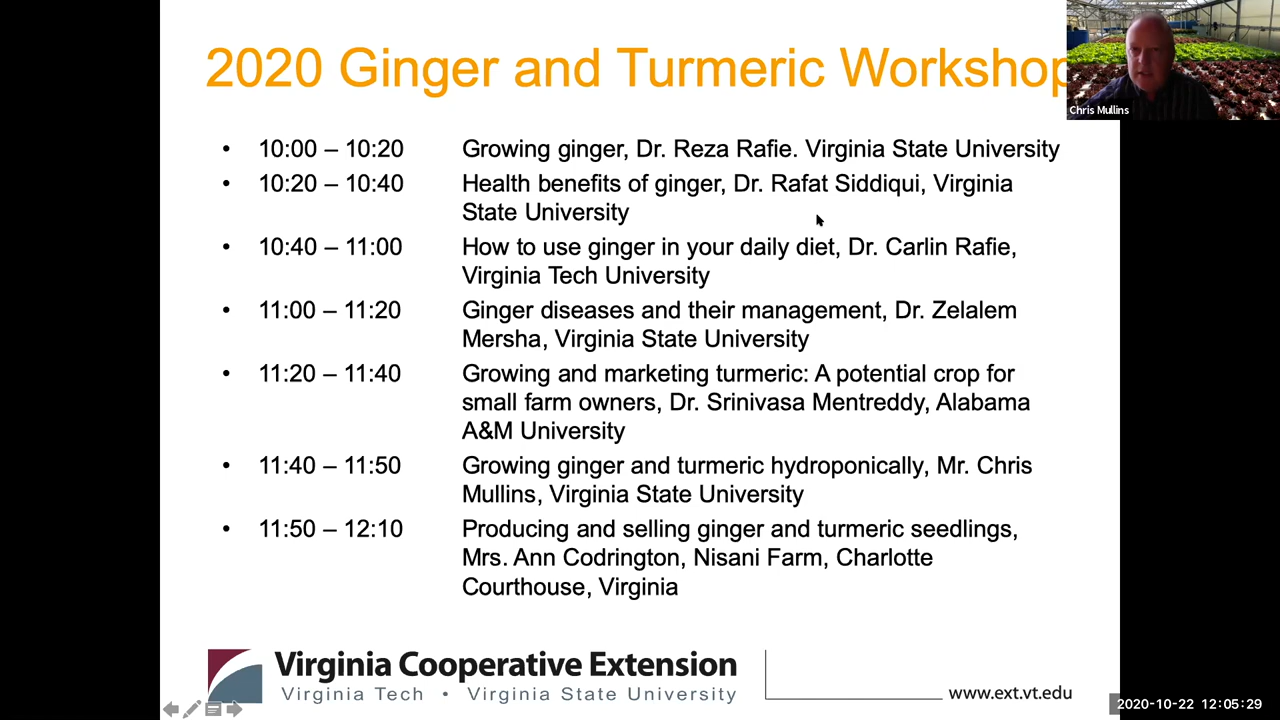 2020 Ginger and Turmeric Workshop
Chris Mullins
• 10:00 – 10:20 Growing ginger, Dr. Reza Rafie. Virginia State University
• 10:20 – 10:40 Health benefits of ginger, Dr. Rafat Siddiqui, Virginia
State University
• 10:40 – 11:00 How to use ginger in your daily diet, Dr. Carlin Rafie,
Virginia Tech University
• 11:00 – 11:20 Ginger diseases and their management, Dr. Zelalem
Mersha, Virginia State University
• 11:20 – 11:40 Growing and marketing turmeric: A potential crop for
small farm owners, Dr. Srinivasa Mentreddy, Alabama
A&M University
• 11:40 – 11:50 Growing ginger and turmeric hydroponically, Mr. Chris
Mullins, Virginia State University
• 11:50 – 12:10 Producing and selling ginger and turmeric seedlings,
Mrs. Ann Codrington, Nisani Farm, Charlotte
Courthouse, Virginia
Virginia Cooperative Extension
Virginia Tech • Virginia State University
www.ext.vt.edu
2020-10-22 12:05:29